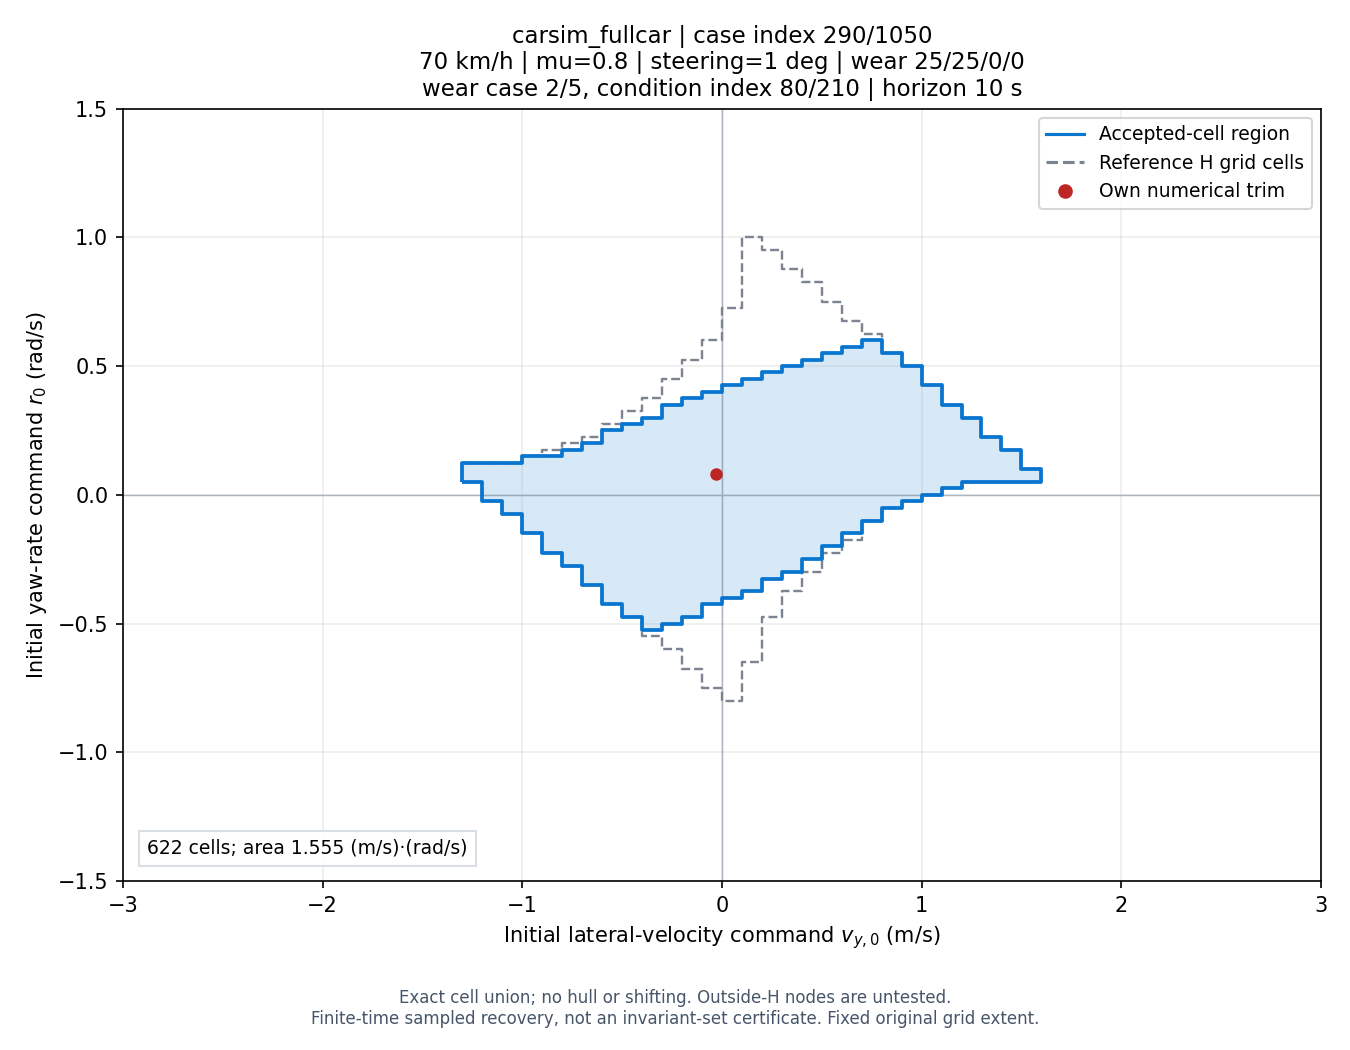 carsim_fullcar | case index 290/1050
70 km/h | mu=0.8 | steering=1 deg | wear 25/25/0/0
wear case 2/5, condition index 80/210 | horizon 10 s
Accepted-cell region
Reference H grid cells
Own numerical trim
1.5
1.0
0.5
0.0
−0.5
−1.0
−1.5
Initial yaw-rate command r₀ (rad/s)
622 cells; area 1.555 (m/s)·(rad/s)
−3
−2
−1
0
1
2
3
Initial lateral-velocity command v_{y,0} (m/s)
Exact cell union; no hull or shifting. Outside-H nodes are untested.
Finite-time sampled recovery, not an invariant-set certificate. Fixed original grid extent.